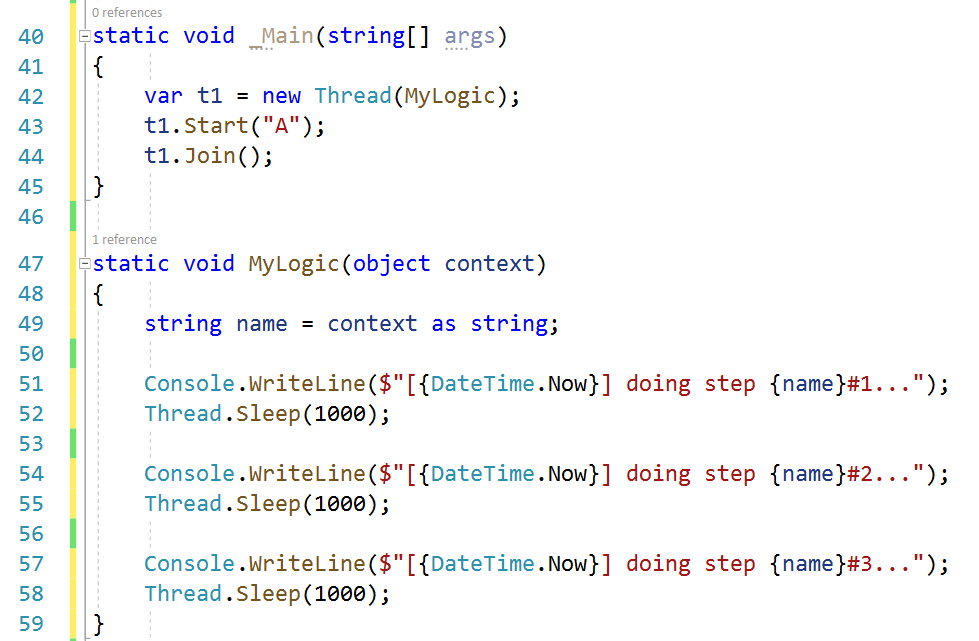 0 references
40 static void _Main(string[] args)
41 {
42     var t1 = new Thread(MyLogic);
43     t1.Start("A");
44     t1.Join();
45 }
46
1 reference
47 static void MyLogic(object context)
48 {
49     string name = context as string;
50
51     Console.WriteLine($"[{DateTime.Now}] doing step {name}#1...");
52     Thread.Sleep(1000);
53
54     Console.WriteLine($"[{DateTime.Now}] doing step {name}#2...");
55     Thread.Sleep(1000);
56
57     Console.WriteLine($"[{DateTime.Now}] doing step {name}#3...");
58     Thread.Sleep(1000);
59 }